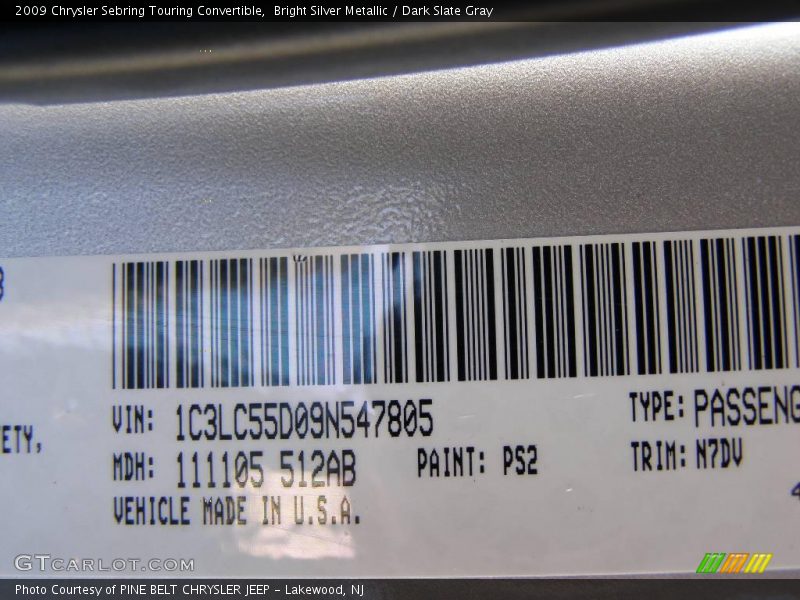 2009 Chrysler Sebring Touring Convertible,  Bright Silver Metallic / Dark Slate Gray
VIN: 1C3LC55D09N547805
TYPE: PASSENG
ETY,
MDH: 111105 512AB
PAINT: PS2
TRIM: N7DV
4
VEHICLE MADE IN U.S.A.
GTCARLOT.COM
Photo Courtesy of PINE BELT CHRYSLER JEEP - Lakewood, NJ